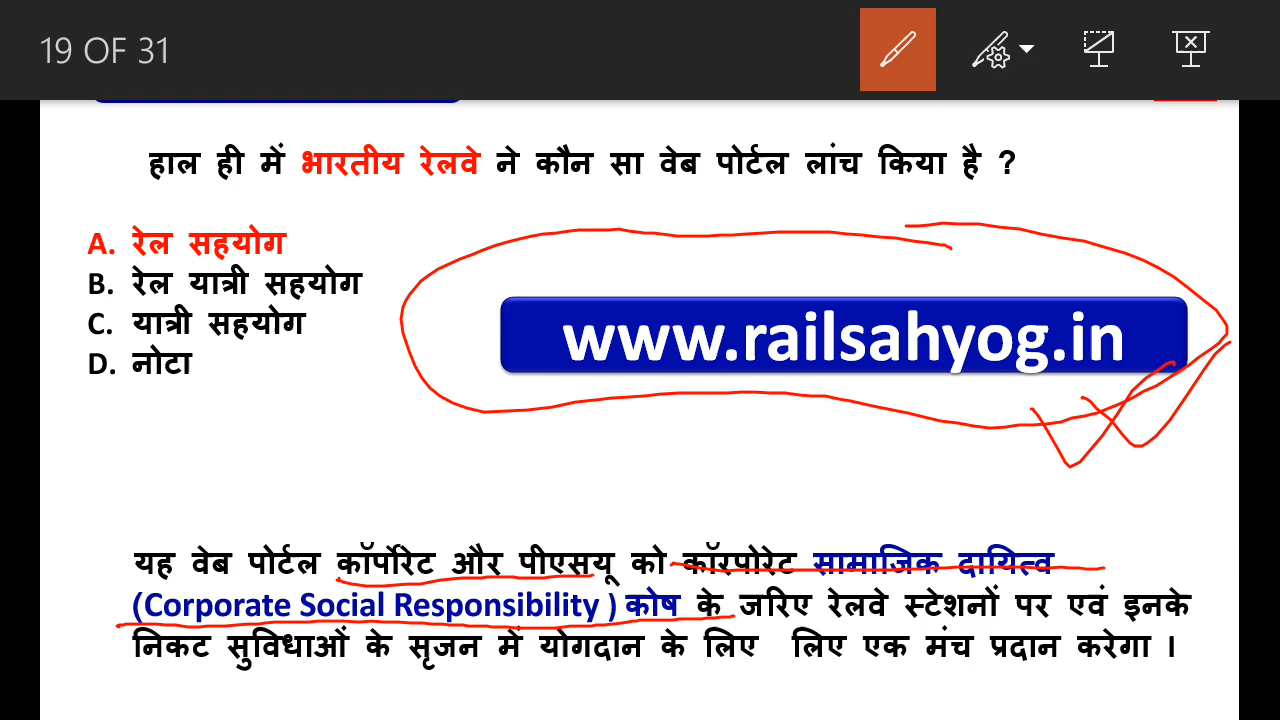 19 OF 31
हाल ही में भारतीय रेलवे ने कौन सा वेब पोर्टल लांच किया है ?
A. रेल सहयोग
B. रेल यात्री सहयोग
C. यात्री सहयोग
D. नोटा
www.railsahyog.in
यह वेब पोर्टल कॉर्पोरेट और पीएसयू को कॉरपोरेट सामाजिक दायित्व
(Corporate Social Responsibility ) कोष के जरिए रेलवे स्टेशनों पर एवं इनके
निकट सुविधाओं के सृजन में योगदान के लिए लिए एक मंच प्रदान करेगा ।